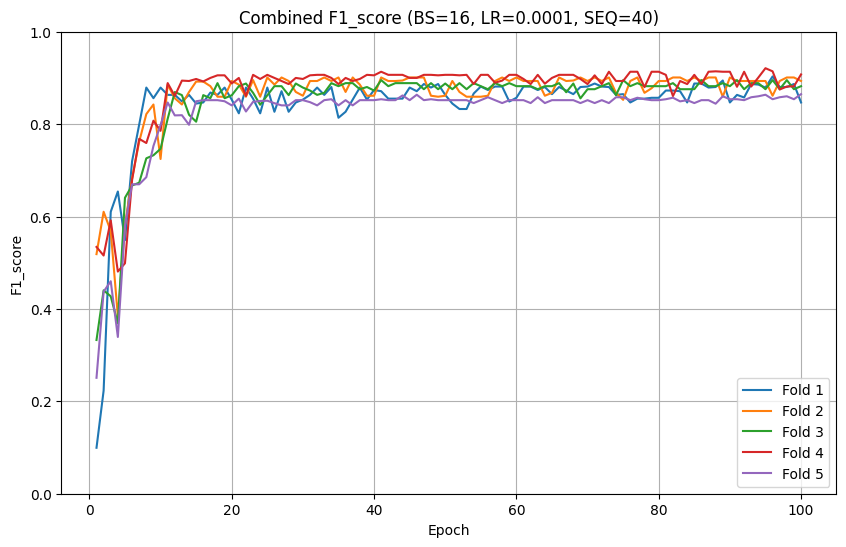 Combined F1_score (BS=16, LR=0.0001, SEQ=40)
1.0
0.8
0.6
0.4
0.2
0.0
F1_score
0 20 40 60 80 100
Epoch
Fold 1
Fold 2
Fold 3
Fold 4
Fold 5